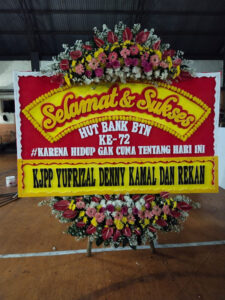 Selamat & Sukses
HUT BANK BTN
KE-72
#KARENA HIDUP GAK CUMA TENTANG HARI INI
KJPP YUFRIZAL DENNY KAMAL DAN REKAN